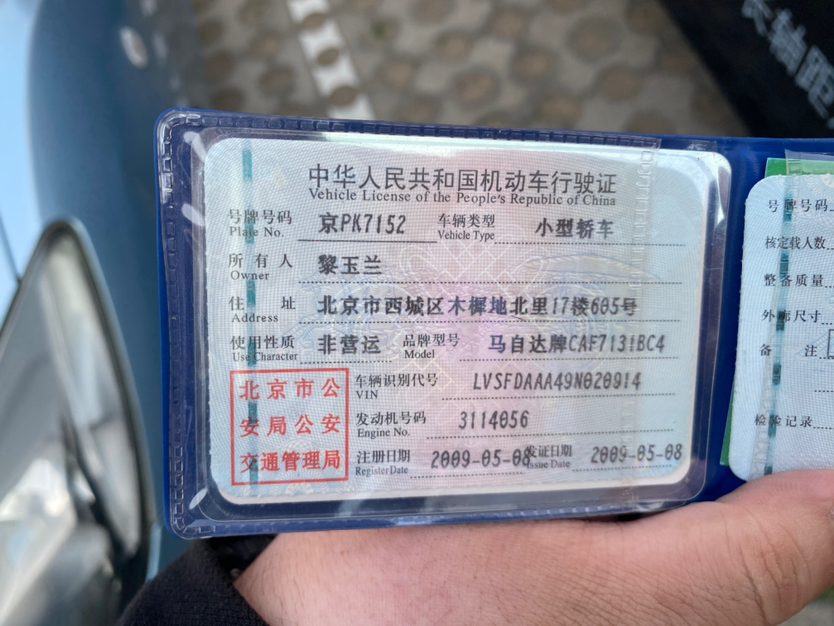 长轴距
中华人民共和国机动车行驶证
Vehicle License of the People's Republic of China
号牌号码 京PK7152 车辆类型 小型轿车
Plate No. Vehicle Type
所有人 黎玉兰
Owner
住址 北京市西城区木樨地北里17楼605号
Address
使用性质 非营运 品牌型号 马自达牌CAF7131BC4
Use Character Model
北京市公安局公安交通管理局
车辆识别代号 LVSFDAAA49N020914
VIN
发动机号码 3114056
Engine No.
注册日期 2009-05-08 发证日期 2009-05-08
Register Date Issue Date
号牌号码
核定载人数
整备质量
外廓尺寸
备注
检验记录